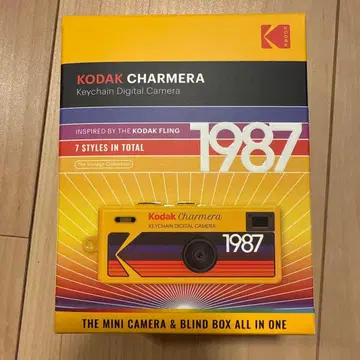 KODAK
KODAK CHARMERA
Keychain Digital Camera
INSPIRED BY THE KODAK FLING
7 STYLES IN TOTAL
The Vintage Collection
1987
Kodak Charmera
KEYCHAIN DIGITAL CAMERA
1987
THE MINI CAMERA & BLIND BOX ALL IN ONE